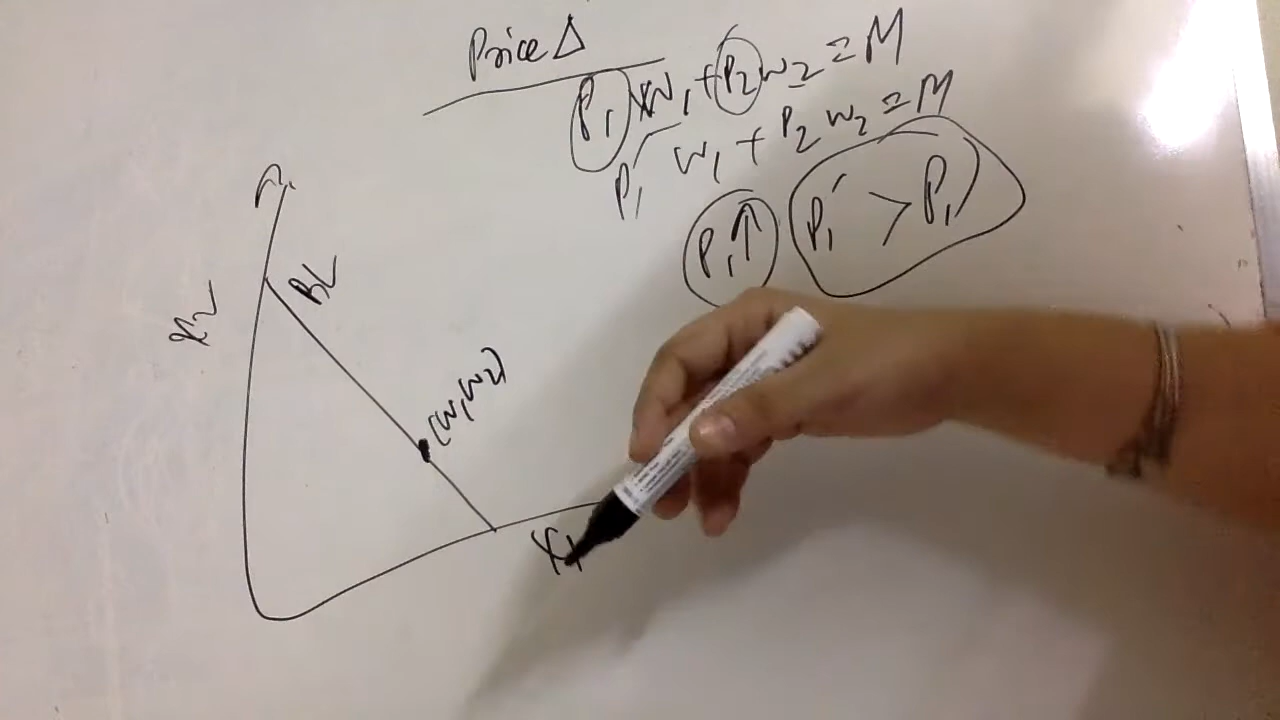 Price Δ
P₁ w₁ + P₂ w₂ = M
P₁′ w₁ + P₂ w₂ = M
P₁↑ P₁′ > P₁
x₂
BL
(w₁, w₂)
x₁